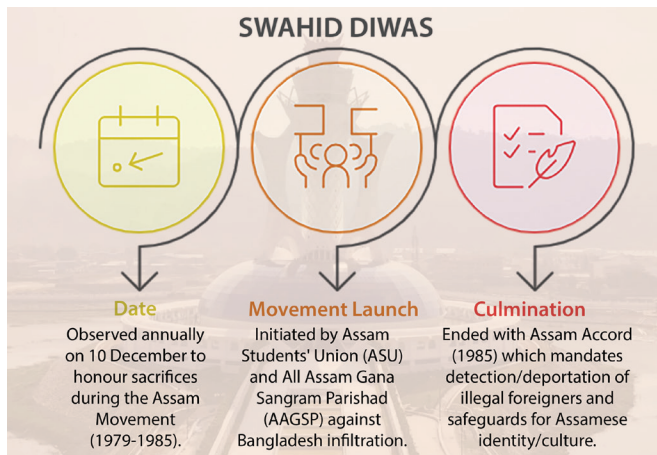 SWAHID DIWAS
Date
Observed annually
on 10 December to
honour sacrifices
during the Assam
Movement
(1979-1985).
Movement Launch
Initiated by Assam
Students' Union (ASU)
and All Assam Gana
Sangram Parishad
(AAGSP) against
Bangladesh infiltration.
Culmination
Ended with Assam Accord
(1985) which mandates
detection/deportation of
illegal foreigners and
safeguards for Assamese
identity/culture.